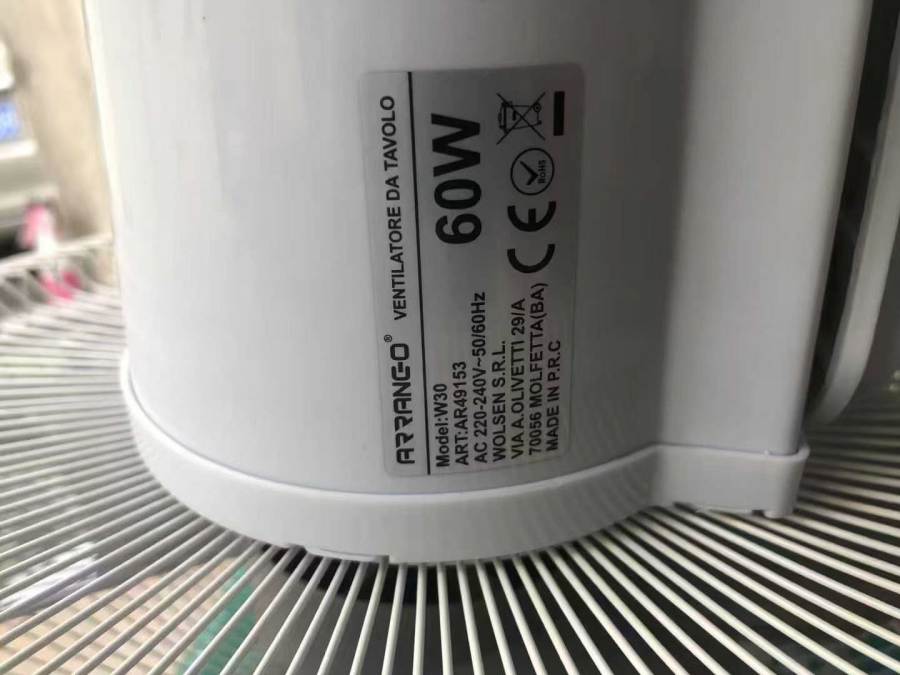 ARRANGO® VENTILATORE DA TAVOLO
60W
Model:W30
ART:AR49153
AC 220-240V~50/60Hz
WOLSEN S.R.L.
VIA A.OLIVETTI 29/A
70056 MOLFETTA(BA)
MADE IN P.R.C
CE
RoHS